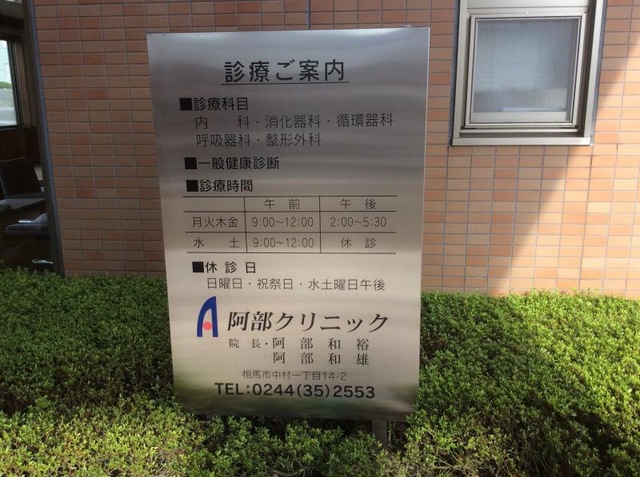 診療ご案内
■診療科目
内　科・消化器科・循環器科
呼吸器科・整形外科
■一般健康診断
■診療時間
午前 午後
月火木金 9:00~12:00 2:00~5:30
水 土 9:00~12:00 休診
■休診日
日曜日・祝祭日・水土曜日午後
阿部クリニック
院長・阿部和裕
阿部和雄
相馬市中村一丁目14-2
TEL:0244(35)2553